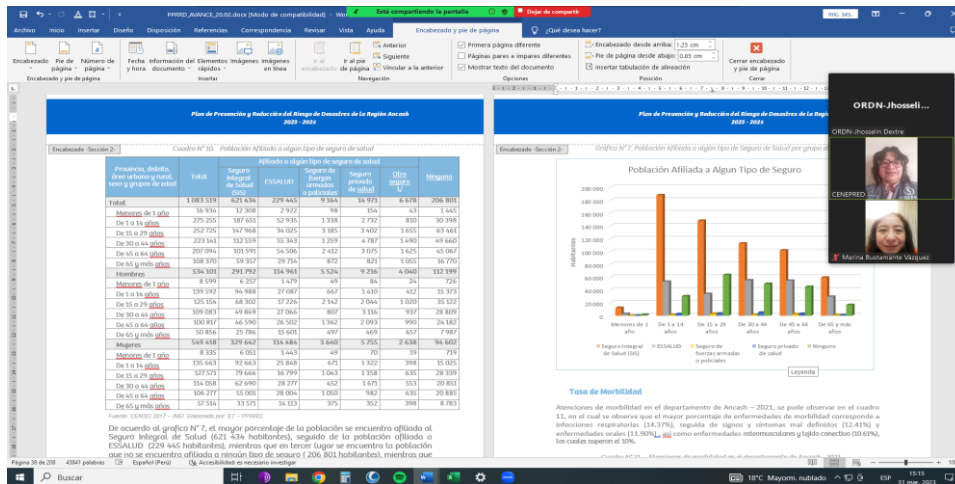 PPRRD_AVANCE_20.02.docx [Modo de compatibilidad] - Wo
Está compartiendo la pantalla
Dejar de compartir
Inic. ses.
Archivo Inicio Insertar Diseño Disposición Referencias Correspondencia Revisar Vista Ayuda Encabezado y pie de página ¿Qué desea hacer?
Encabezado Pie de página Número de página
Encabezado y pie de página
Fecha y hora Información del documento Elementos rápidos Imágenes Imágenes en línea
Insertar
Ir al encabezado Ir al pie de página
Anterior
Siguiente
Vincular a la anterior
Navegación
Primera página diferente
Páginas pares e impares diferentes
Mostrar texto del documento
Opciones
Encabezado desde arriba: 1.25 cm
Pie de página desde abajo: 0.85 cm
Insertar tabulación de alineación
Posición
Cerrar encabezado y pie de página
Cerrar
Plan de Prevención y Reducción del Riesgo de Desastres de la Región Ancash
2023 - 2025
Encabezado -Sección 2-
Cuadro N° 10. Población Afiliado a algún tipo de seguro de salud
Provincia, distrito, área urbana y rural, sexo y grupos de edad
Total
Afiliado a algún tipo de seguro de salud
Seguro Integral de Salud (SIS) ESSALUD Seguro de fuerzas armadas o policiales Seguro privado de salud Otro seguro 1/ Ninguno
Total 1 083 519 621 434 229 445 9 164 14 971 6 678 206 801
Menores de 1 año 16 934 12 308 2 922 98 154 43 1 445
De 1 a 14 años 275 255 187 651 52 935 1 338 2 732 810 30 398
De 15 a 29 años 252 725 147 968 34 025 3 185 3 402 1 655 63 461
De 30 a 44 años 223 141 112 559 55 343 1 259 4 787 1 490 49 660
De 45 a 64 años 207 094 101 591 54 506 2 412 3 075 1 625 45 067
De 65 y más años 108 370 59 357 29 714 872 821 1 055 16 770
Hombres 534 101 291 792 114 961 5 524 9 216 4 040 112 199
Menores de 1 año 8 599 6 257 1 479 49 84 24 726
De 1 a 14 años 139 592 94 988 27 087 667 1 410 412 15 373
De 15 a 29 años 125 154 68 302 17 226 2 142 2 044 1 020 35 122
De 30 a 44 años 109 083 49 869 27 066 807 3 116 937 28 809
De 45 a 64 años 100 817 46 590 26 502 1 362 2 093 990 24 182
De 65 y más años 50 856 25 786 15 601 497 469 657 7 987
Mujeres 549 418 329 642 114 484 3 640 5 755 2 638 94 602
Menores de 1 año 8 335 6 051 1 443 49 70 19 719
De 1 a 14 años 135 663 92 663 25 848 671 1 322 398 15 025
De 15 a 29 años 127 571 79 666 16 799 1 043 1 358 635 28 339
De 30 a 44 años 114 058 62 690 28 277 452 1 671 553 20 851
De 45 a 64 años 106 277 55 001 28 004 1 050 982 635 20 885
De 65 y más años 57 514 33 571 14 113 375 352 398 8 783
Fuente: CENSO 2017 – INEI. Elaborado por: ET – PPRRD
De acuerdo al grafico N° 7, el mayor porcentaje de la población se encuentra afiliada al
Seguro Integral de Salud (621 434 habitantes), seguido de la población afiliada a
ESSALUD (229 445 habitantes), mientras que en tercer lugar se encuentra la población
que no se encuentra afiliada a ningún tipo de seguro ( 206 801 habitantes), mientras que
Plan de Prevención y Reducción del Riesgo de Desastres de la Región
2023 - 2025
Encabezado -Sección 2-
Gráfico N° 7. Población Afiliada a algún Tipo de Seguro de Salud por grupo
Población Afiliada a Algun Tipo de Seguro
Habitantes
200 000
180 000
160 000
140 000
120 000
100 000
80 000
60 000
40 000
20 000
Menores de 1 año De 1 a 14 años De 15 a 29 años De 30 a 44 años De 45 a 64 años De 65 y más años
Seguro Integral de Salud (SIS) ESSALUD Seguro de fuerzas armadas o policiales Seguro privado de salud Ninguno
Leyenda
Tasa de Morbilidad
Atenciones de morbilidad en el departamento de Ancash – 2021, se pude observar en el cuadro
11, en el cual se observa que el mayor porcentaje de enfermedades de morbilidad corresponde a
infecciones respiratorias (14.37%), seguida de signos y síntomas mal definidos (12.41%) y
enfermedades orales (11.90%), así como enfermedades osteomusculares y tejido conectivo (10.61%),
los cuales superan el 10%.
ORDN-Jhosseli...
ORDN-Jhosselin Dextre
CENEPRED
Marina Bustamante Vázquez
Página 38 de 208 43841 palabras Español (Perú) Accesibilidad: es necesario investigar
Buscar
18°C Mayorm. nublado ESP 15:15
31 mar. 2023